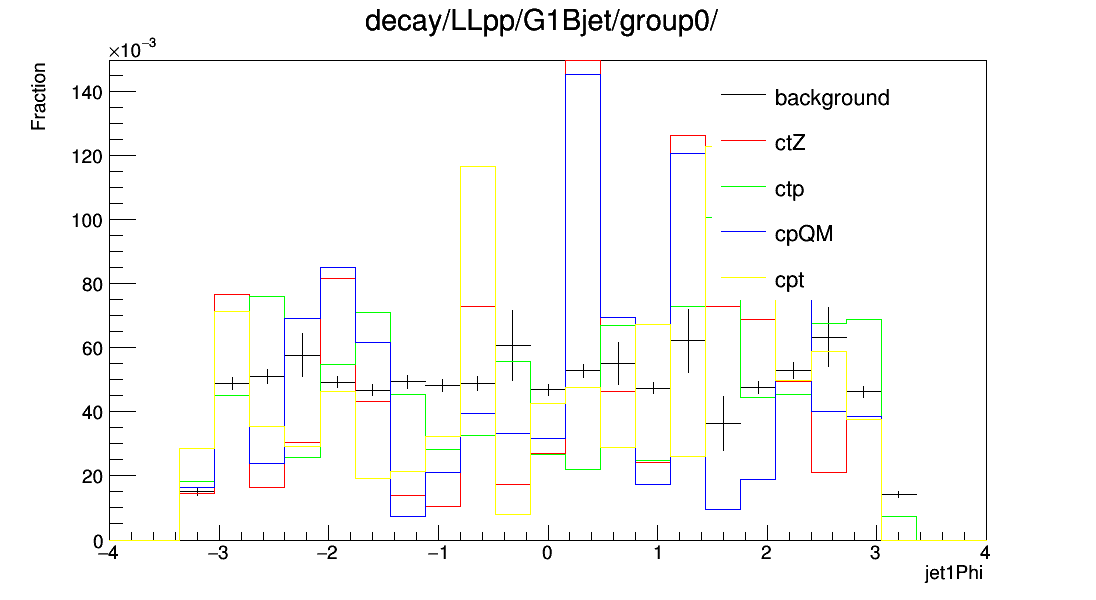 decay/LLpp/G1Bjet/group0/
×10⁻³
Fraction
140
120
100
80
60
40
20
0
background
ctZ
ctp
cpQM
cpt
−4 −3 −2 −1 0 1 2 3 4
jet1Phi